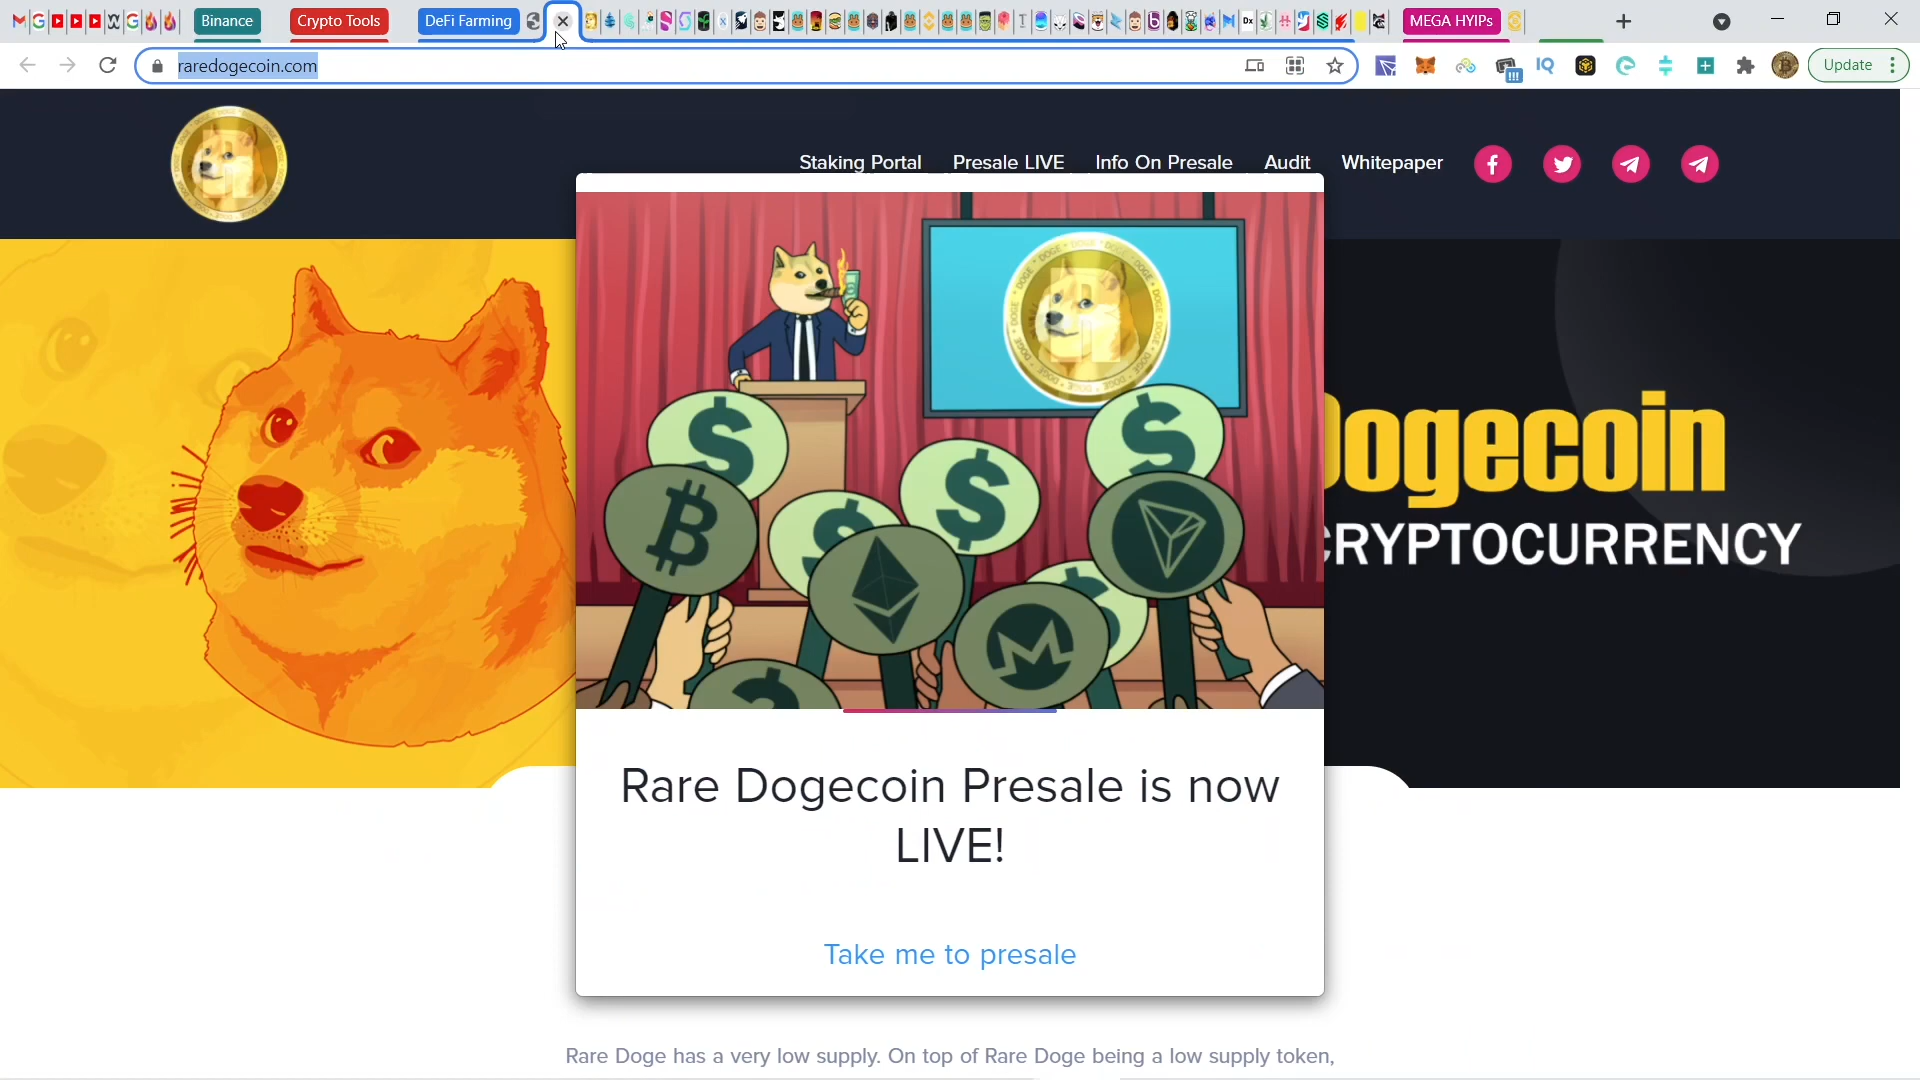 Binance
Crypto Tools
DeFi Farming
MEGA HYIPs
raredogecoin.com
Update
Staking Portal
Presale LIVE
Info On Presale
Audit
Whitepaper
Dogecoin
CRYPTOCURRENCY
Rare Dogecoin Presale is now
LIVE!
Take me to presale
Rare Doge has a very low supply. On top of Rare Doge being a low supply token,